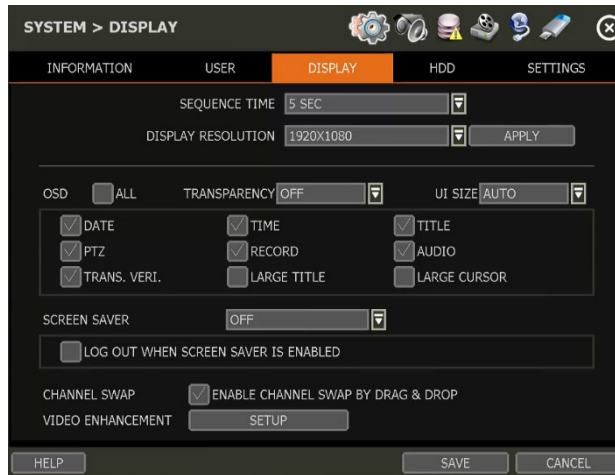 SYSTEM > DISPLAY
INFORMATION USER DISPLAY HDD SETTINGS
SEQUENCE TIME 5 SEC
DISPLAY RESOLUTION 1920X1080 APPLY
OSD ALL TRANSPARENCY OFF UI SIZE AUTO
DATE TIME TITLE
PTZ RECORD AUDIO
TRANS. VERI. LARGE TITLE LARGE CURSOR
SCREEN SAVER OFF
LOG OUT WHEN SCREEN SAVER IS ENABLED
CHANNEL SWAP ENABLE CHANNEL SWAP BY DRAG & DROP
VIDEO ENHANCEMENT SETUP
HELP SAVE CANCEL